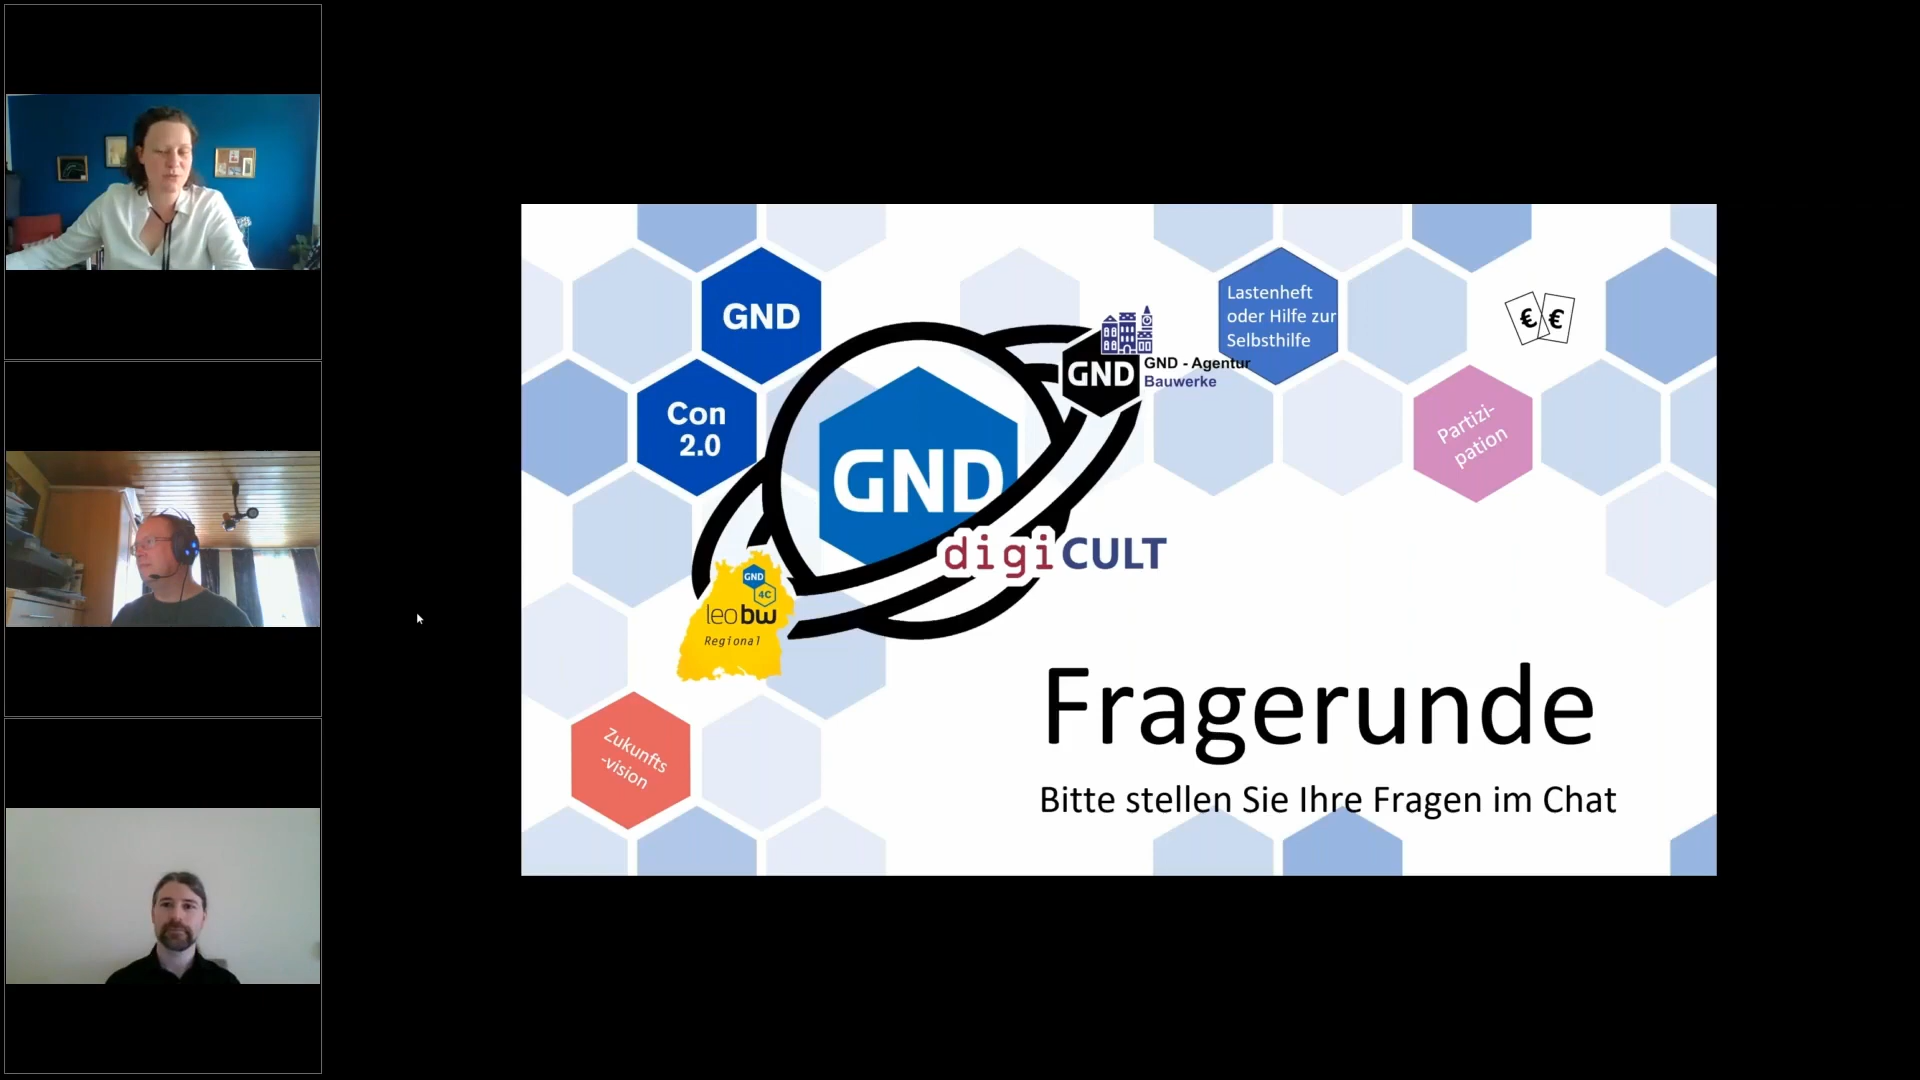 GND
Con
2.0
GND
GND
GND - Agentur
Bauwerke
Lastenheft
oder Hilfe zur
Selbsthilfe
€ €
Partizi-
pation
digiCULT
GND
4C
leobw
Regional
Zukunfts
-vision
Fragerunde
Bitte stellen Sie Ihre Fragen im Chat